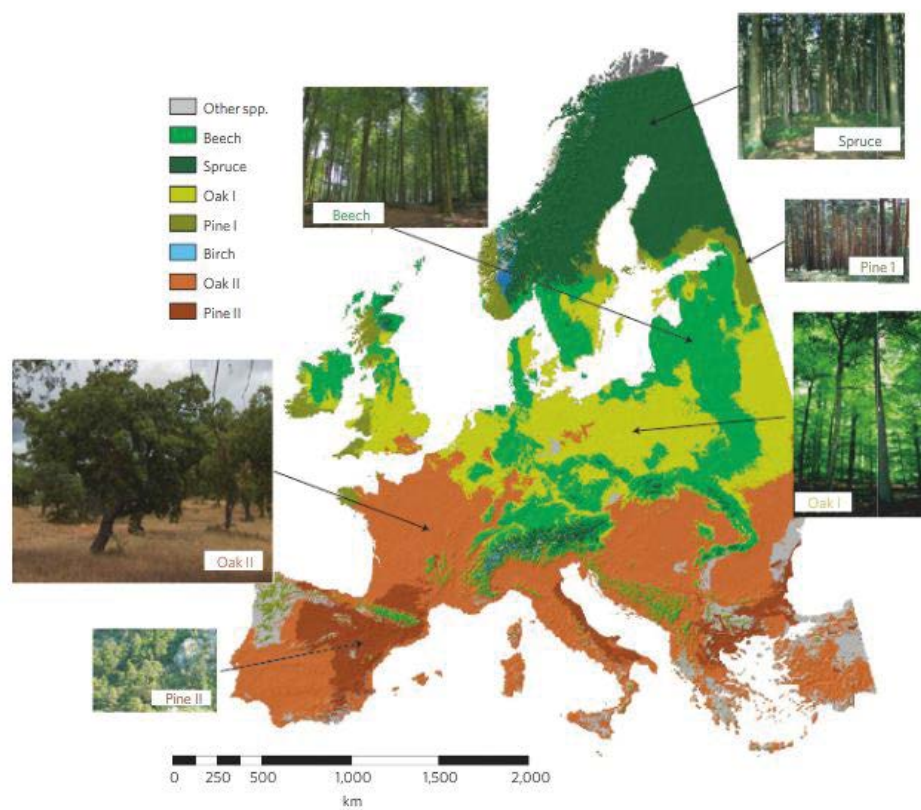 Other spp.
Beech
Spruce
Oak I
Pine I
Birch
Oak II
Pine II
Beech
Spruce
Pine 1
Oak I
Oak II
Pine II
0 250 500 1,000 1,500 2,000
km